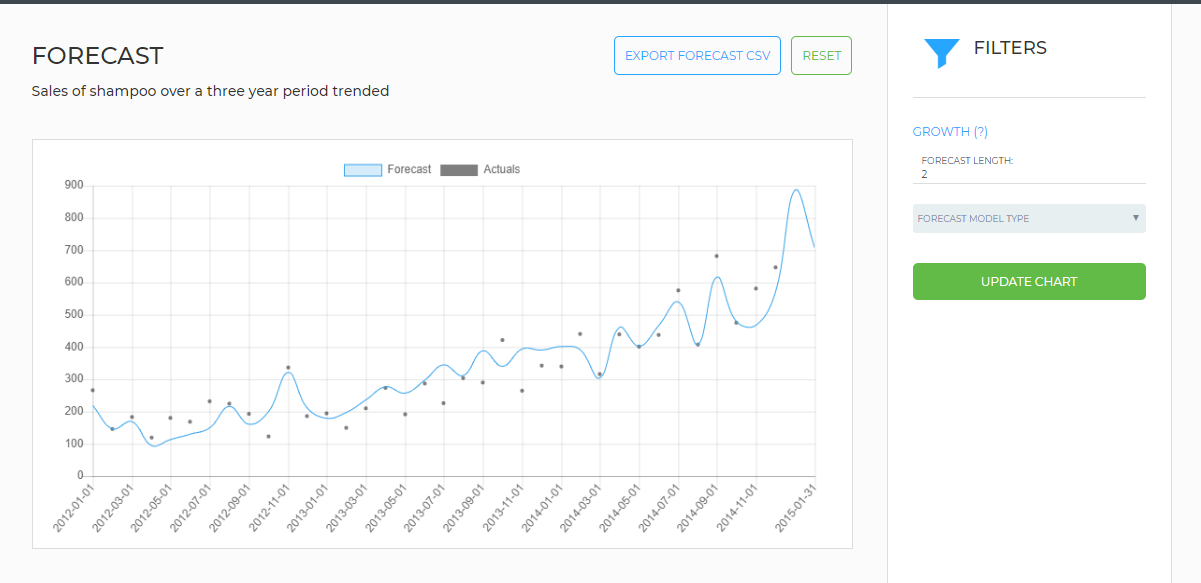 FORECAST
EXPORT FORECAST CSV
RESET
Sales of shampoo over a three year period trended
Forecast
Actuals
900
800
700
600
500
400
300
200
100
0
2012-01-01
2012-03-01
2012-05-01
2012-07-01
2012-09-01
2012-11-01
2013-01-01
2013-03-01
2013-05-01
2013-07-01
2013-09-01
2013-11-01
2014-01-01
2014-03-01
2014-05-01
2014-07-01
2014-09-01
2014-11-01
2015-01-31
FILTERS
GROWTH (?)
FORECAST LENGTH:
2
FORECAST MODEL TYPE
UPDATE CHART